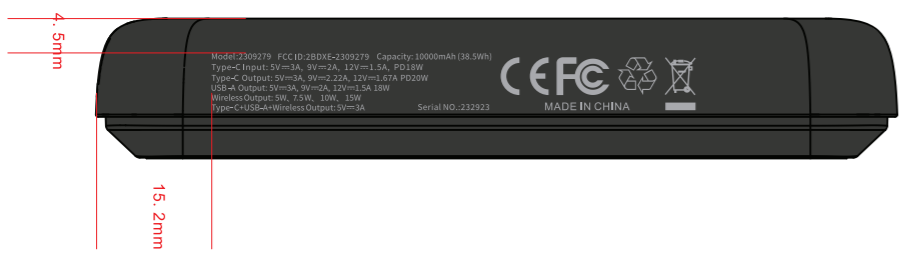 4.5mm
Model:2309279 FCC ID:2BDXE-2309279 Capacity:10000mAh(38.5Wh)
Type-C Input: 5V⎓3A, 9V⎓2A, 12V⎓1.5A, PD18W
Type-C Output: 5V⎓3A, 9V⎓2.22A, 12V⎓1.67A PD20W
USB-A Output: 5V⎓3A, 9V⎓2A, 12V⎓1.5A 18W
Wireless Output: 5W, 7.5W, 10W, 15W
Type-C+USB-A+Wireless Output: 5V⎓3A
Serial NO.:232923
CE FC
MADE IN CHINA
15.2mm